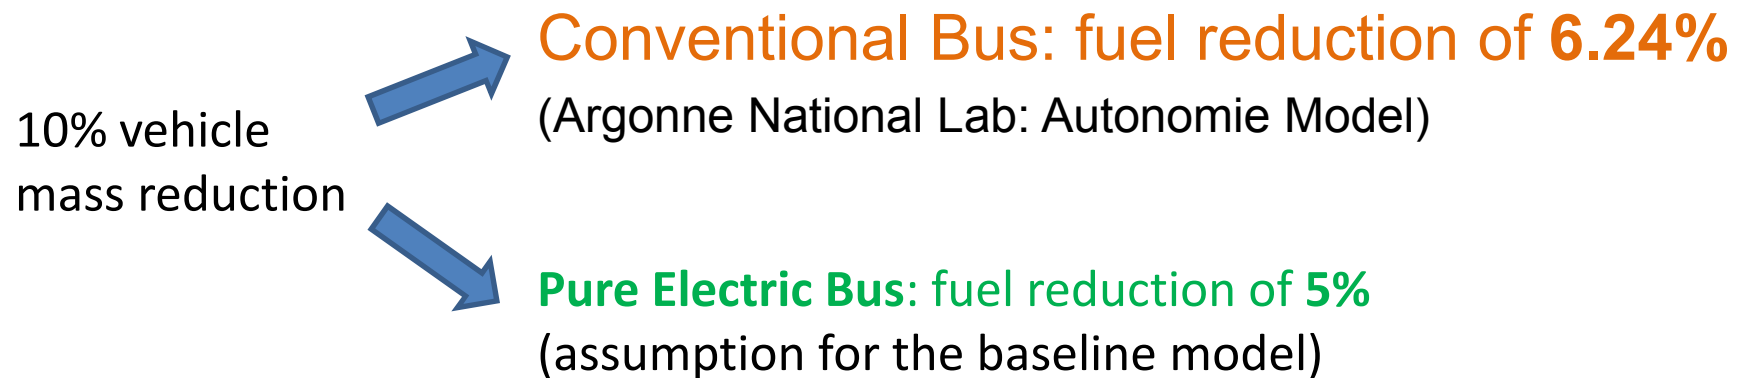 10% vehicle
mass reduction
Conventional Bus: fuel reduction of 6.24%
(Argonne National Lab: Autonomie Model)
Pure Electric Bus: fuel reduction of 5%
(assumption for the baseline model)